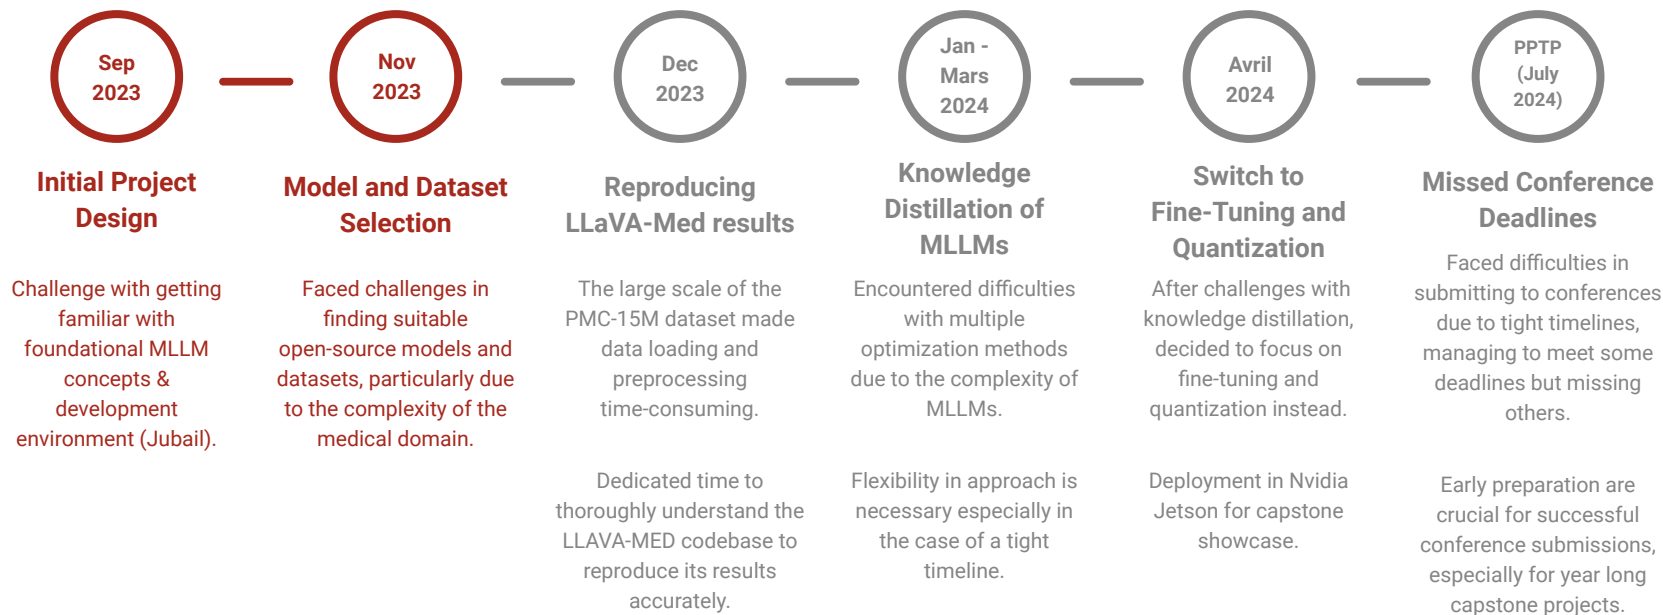 Sep
2023
Initial Project
Design
Challenge with getting
familiar with
foundational MLLM
concepts &
development
environment (Jubail).
Nov
2023
Model and Dataset
Selection
Faced challenges in
finding suitable
open-source models and
datasets, particularly due
to the complexity of the
medical domain.
Dec
2023
Reproducing
LLaVA-Med results
The large scale of the
PMC-15M dataset made
data loading and
preprocessing
time-consuming.
Dedicated time to
thoroughly understand the
LLAVA-MED codebase to
reproduce its results
accurately.
Jan -
Mars
2024
Knowledge
Distillation of
MLLMs
Encountered difficulties
with multiple
optimization methods
due to the complexity of
MLLMs.
Flexibility in approach is
necessary especially in
the case of a tight
timeline.
Avril
2024
Switch to
Fine-Tuning and
Quantization
After challenges with
knowledge distillation,
decided to focus on
fine-tuning and
quantization instead.
Deployment in Nvidia
Jetson for capstone
showcase.
PPTP
(July
2024)
Missed Conference
Deadlines
Faced difficulties in
submitting to conferences
due to tight timelines,
managing to meet some
deadlines but missing
others.
Early preparation are
crucial for successful
conference submissions,
especially for year long
capstone projects.